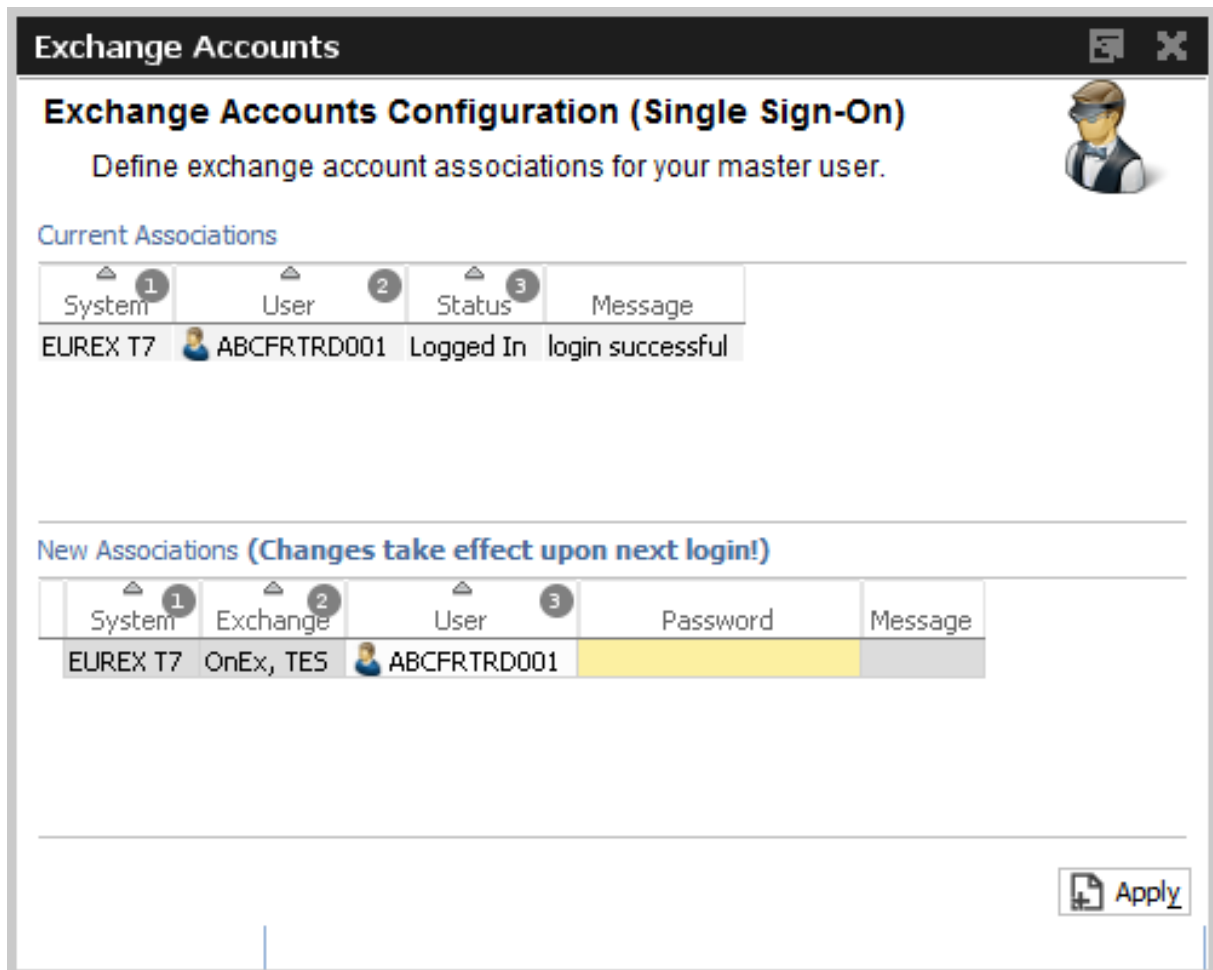 Exchange Accounts
Exchange Accounts Configuration (Single Sign-On)
Define exchange account associations for your master user.
Current Associations
System 1 User 2 Status 3 Message
EUREX T7 ABCFRTRD001 Logged In login successful
New Associations (Changes take effect upon next login!)
System 1 Exchange 2 User 3 Password Message
EUREX T7 OnEx, TES ABCFRTRD001
Apply